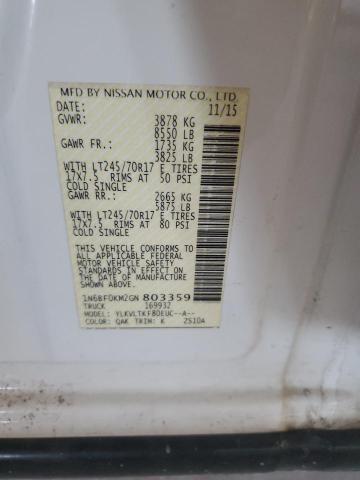 MFD BY NISSAN MOTOR CO., LTD.
DATE: 11/15
GVWR: 3878 KG
8550 LB
GAWR FR.: 1735 KG
3825 LB
WITH LT245/70R17 E TIRES
17X7.5 RIMS AT 50 PSI
COLD SINGLE
GAWR RR.: 2665 KG
5875 LB
WITH LT245/70R17 E TIRES
17X7.5 RIMS AT 80 PSI
COLD SINGLE
THIS VEHICLE CONFORMS TO
ALL APPLICABLE FEDERAL MOTOR
VEHICLE SAFETY STANDARDS
IN EFFECT ON THE DATE OF
MANUFACTURE SHOWN ABOVE
1N6BF0KM2GN803359
TRUCK 169932
MODEL: YLKVLTKF80EUC--A--
COLOR: QAK TRIM: K 2S10A